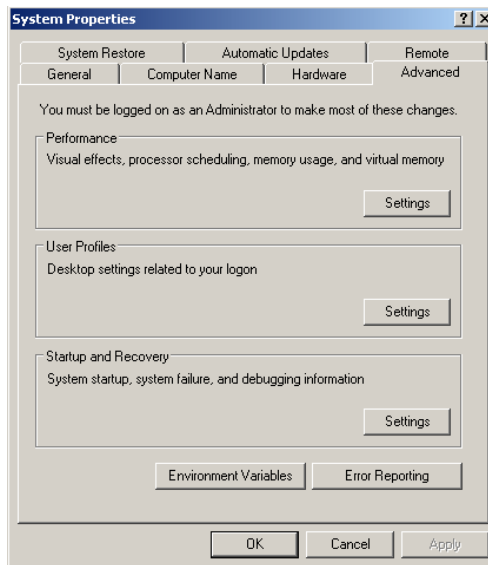 System Properties
System Restore Automatic Updates Remote
General Computer Name Hardware Advanced
You must be logged on as an Administrator to make most of these changes.
Performance
Visual effects, processor scheduling, memory usage, and virtual memory
Settings
User Profiles
Desktop settings related to your logon
Settings
Startup and Recovery
System startup, system failure, and debugging information
Settings
Environment Variables Error Reporting
OK Cancel Apply